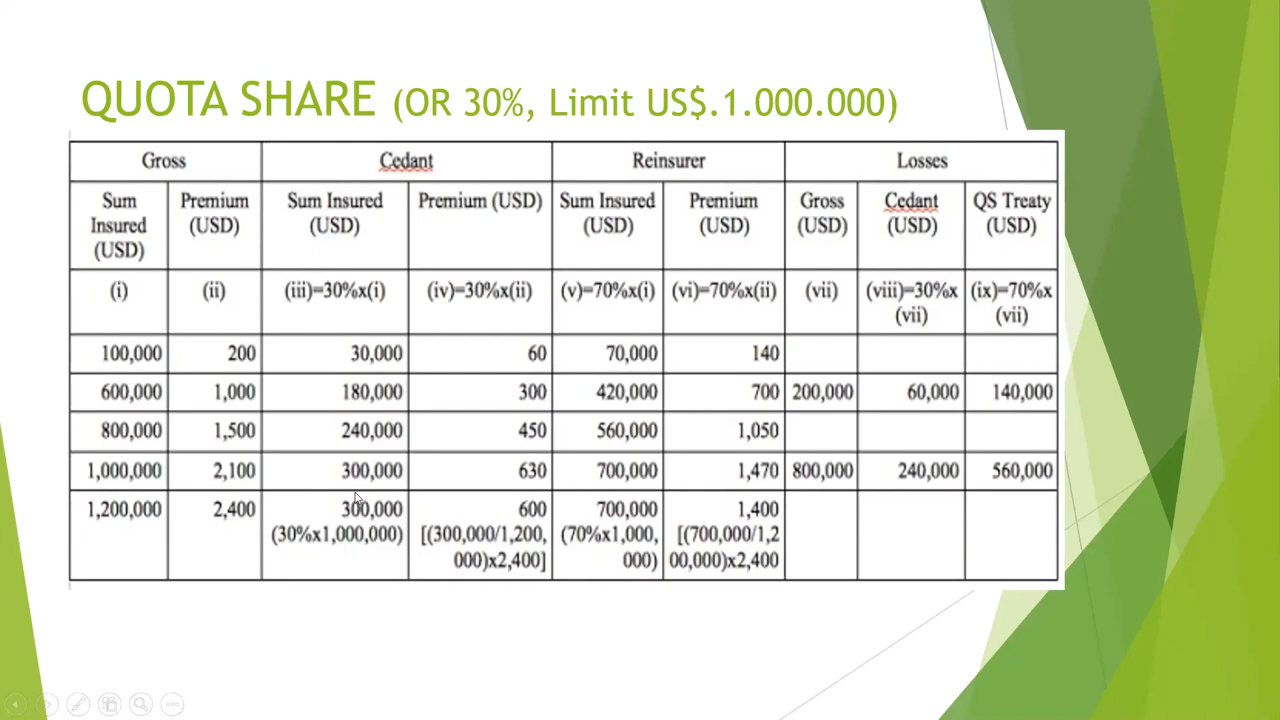 QUOTA SHARE (OR 30%, Limit US$.1.000.000)
Gross Cedant Reinsurer Losses
Sum Insured (USD) Premium (USD) Sum Insured (USD) Premium (USD) Sum Insured (USD) Premium (USD) Gross (USD) Cedant (USD) QS Treaty (USD)
(i) (ii) (iii)=30%x(i) (iv)=30%x(ii) (v)=70%x(i) (vi)=70%x(ii) (vii) (viii)=30%x (vii) (ix)=70%x (vii)
100,000 200 30,000 60 70,000 140
600,000 1,000 180,000 300 420,000 700 200,000 60,000 140,000
800,000 1,500 240,000 450 560,000 1,050
1,000,000 2,100 300,000 630 700,000 1,470 800,000 240,000 560,000
1,200,000 2,400 300,000 600 700,000 1,400
(30%x1,000,000) [(300,000/1,200, (70%x1,000, [(700,000/1,2
000)x2,400] 000) 00,000)x2,400